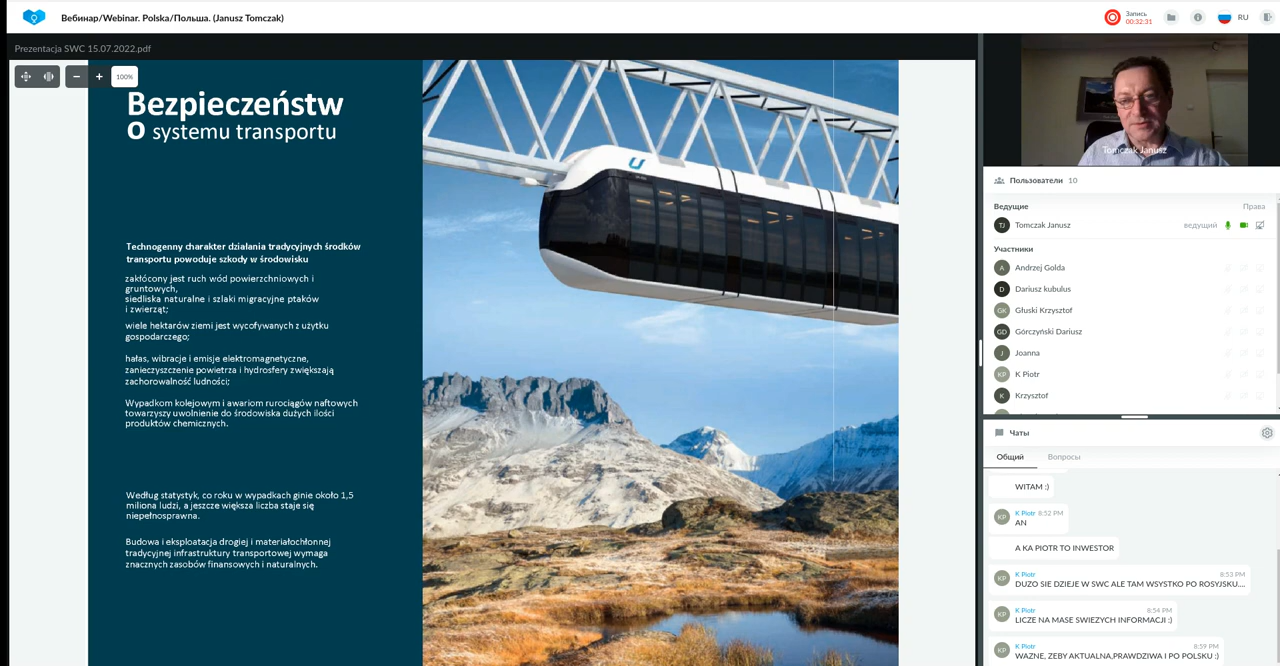 Вебинар/Webinar. Polska/Польша. (Janusz Tomczak)
Запись
00:32:31
RU
Prezentacja SWC 15.07.2022.pdf
100%
Bezpieczeństw
o systemu transportu
Technogenny charakter działania tradycyjnych środków
transportu powoduje szkody w środowisku
zakłócony jest ruch wód powierzchniowych i
gruntowych,
siedliska naturalne i szlaki migracyjne ptaków
i zwierząt;
wiele hektarów ziemi jest wycofywanych z użytku
gospodarczego;
hałas, wibracje i emisje elektromagnetyczne,
zanieczyszczenie powietrza i hydrosfery zwiększają
zachorowalność ludności;
Wypadkom kolejowym i awariom rurociągów naftowych
towarzyszy uwolnienie do środowiska dużych ilości
produktów chemicznych.
Według statystyk, co roku w wypadkach ginie około 1,5
miliona ludzi, a jeszcze większa liczba staje się
niepełnosprawna.
Budowa i eksploatacja drogiej i materiałochłonnej
tradycyjnej infrastruktury transportowej wymaga
znacznych zasobów finansowych i naturalnych.
Tomczak Janusz
Пользователи 10
Ведущие Права
TJ Tomczak Janusz ведущий
Участники
A Andrzej Golda
D Dariusz kubulus
GK Głuski Krzysztof
GD Górczyński Dariusz
J Joanna
KP K Piotr
K Krzysztof
Чаты
Общий Вопросы
WITAM :)
KP K Piotr 8:52 PM
AN
A KA PIOTR TO INWESTOR
KP K Piotr 8:53 PM
DUZO SIE DZIEJE W SWC ALE TAM WSYSTKO PO ROSYJSKU....
KP K Piotr 8:54 PM
LICZE NA MASE SWIEZYCH INFORMACJI :)
KP K Piotr 8:59 PM
WAZNE, ZEBY AKTUALNA,PRAWDZIWA I PO POLSKU :)